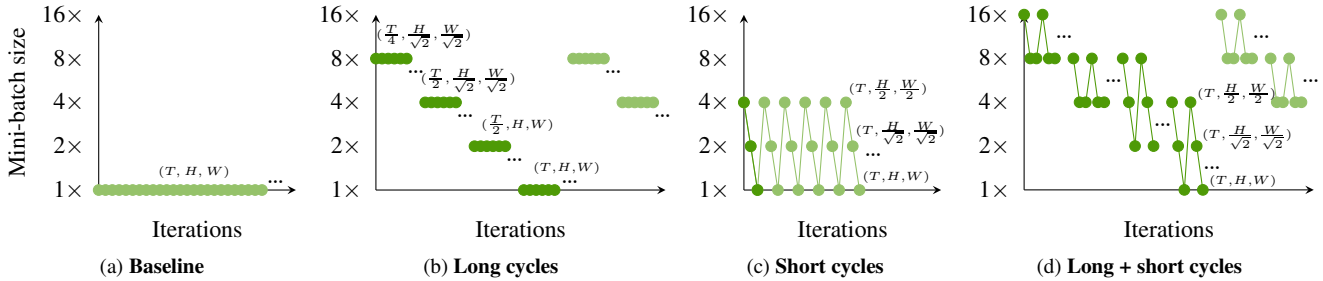 Mini-batch size
16×
8×
4×
2×
1×
(T, H, W)
...
Iterations
(a) Baseline
16×
8×
4×
2×
1×
(T/4, H/√2, W/√2)
...
(T/2, H/√2, W/√2)
...
(T/2, H, W)
...
(T, H, W)
...
...
...
Iterations
(b) Long cycles
16×
8×
4×
2×
1×
(T, H/2, W/2)
(T, H/√2, W/√2)
...
(T, H, W)
Iterations
(c) Short cycles
16×
8×
4×
2×
1×
...
...
...
...
...
(T, H/2, W/2)
...
(T, H/√2, W/√2)
...
(T, H, W)
Iterations
(d) Long + short cycles